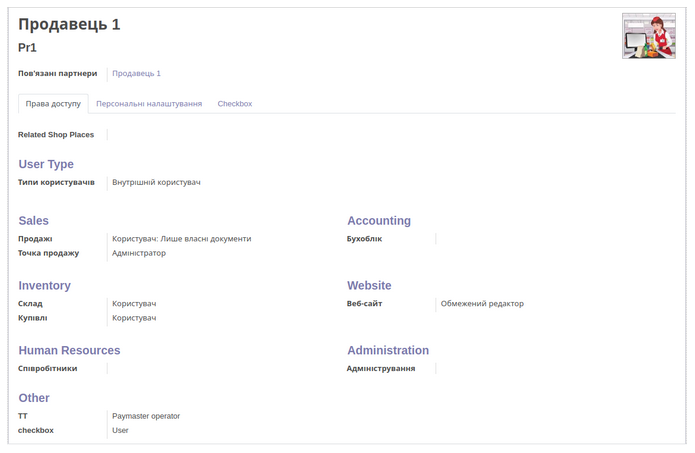 Продавець 1
Pr1
Пов'язані партнери Продавець 1
Права доступу Персональні налаштування Checkbox
Related Shop Places
User Type
Типи користувачів Внутрішній користувач
Sales Accounting
Продажі Користувач: Лише власні документи Бухоблік
Точка продажу Адміністратор
Inventory Website
Склад Користувач Веб-сайт Обмежений редактор
Купівлі Користувач
Human Resources Administration
Співробітники Адміністрування
Other
ТТ Paymaster operator
checkbox User